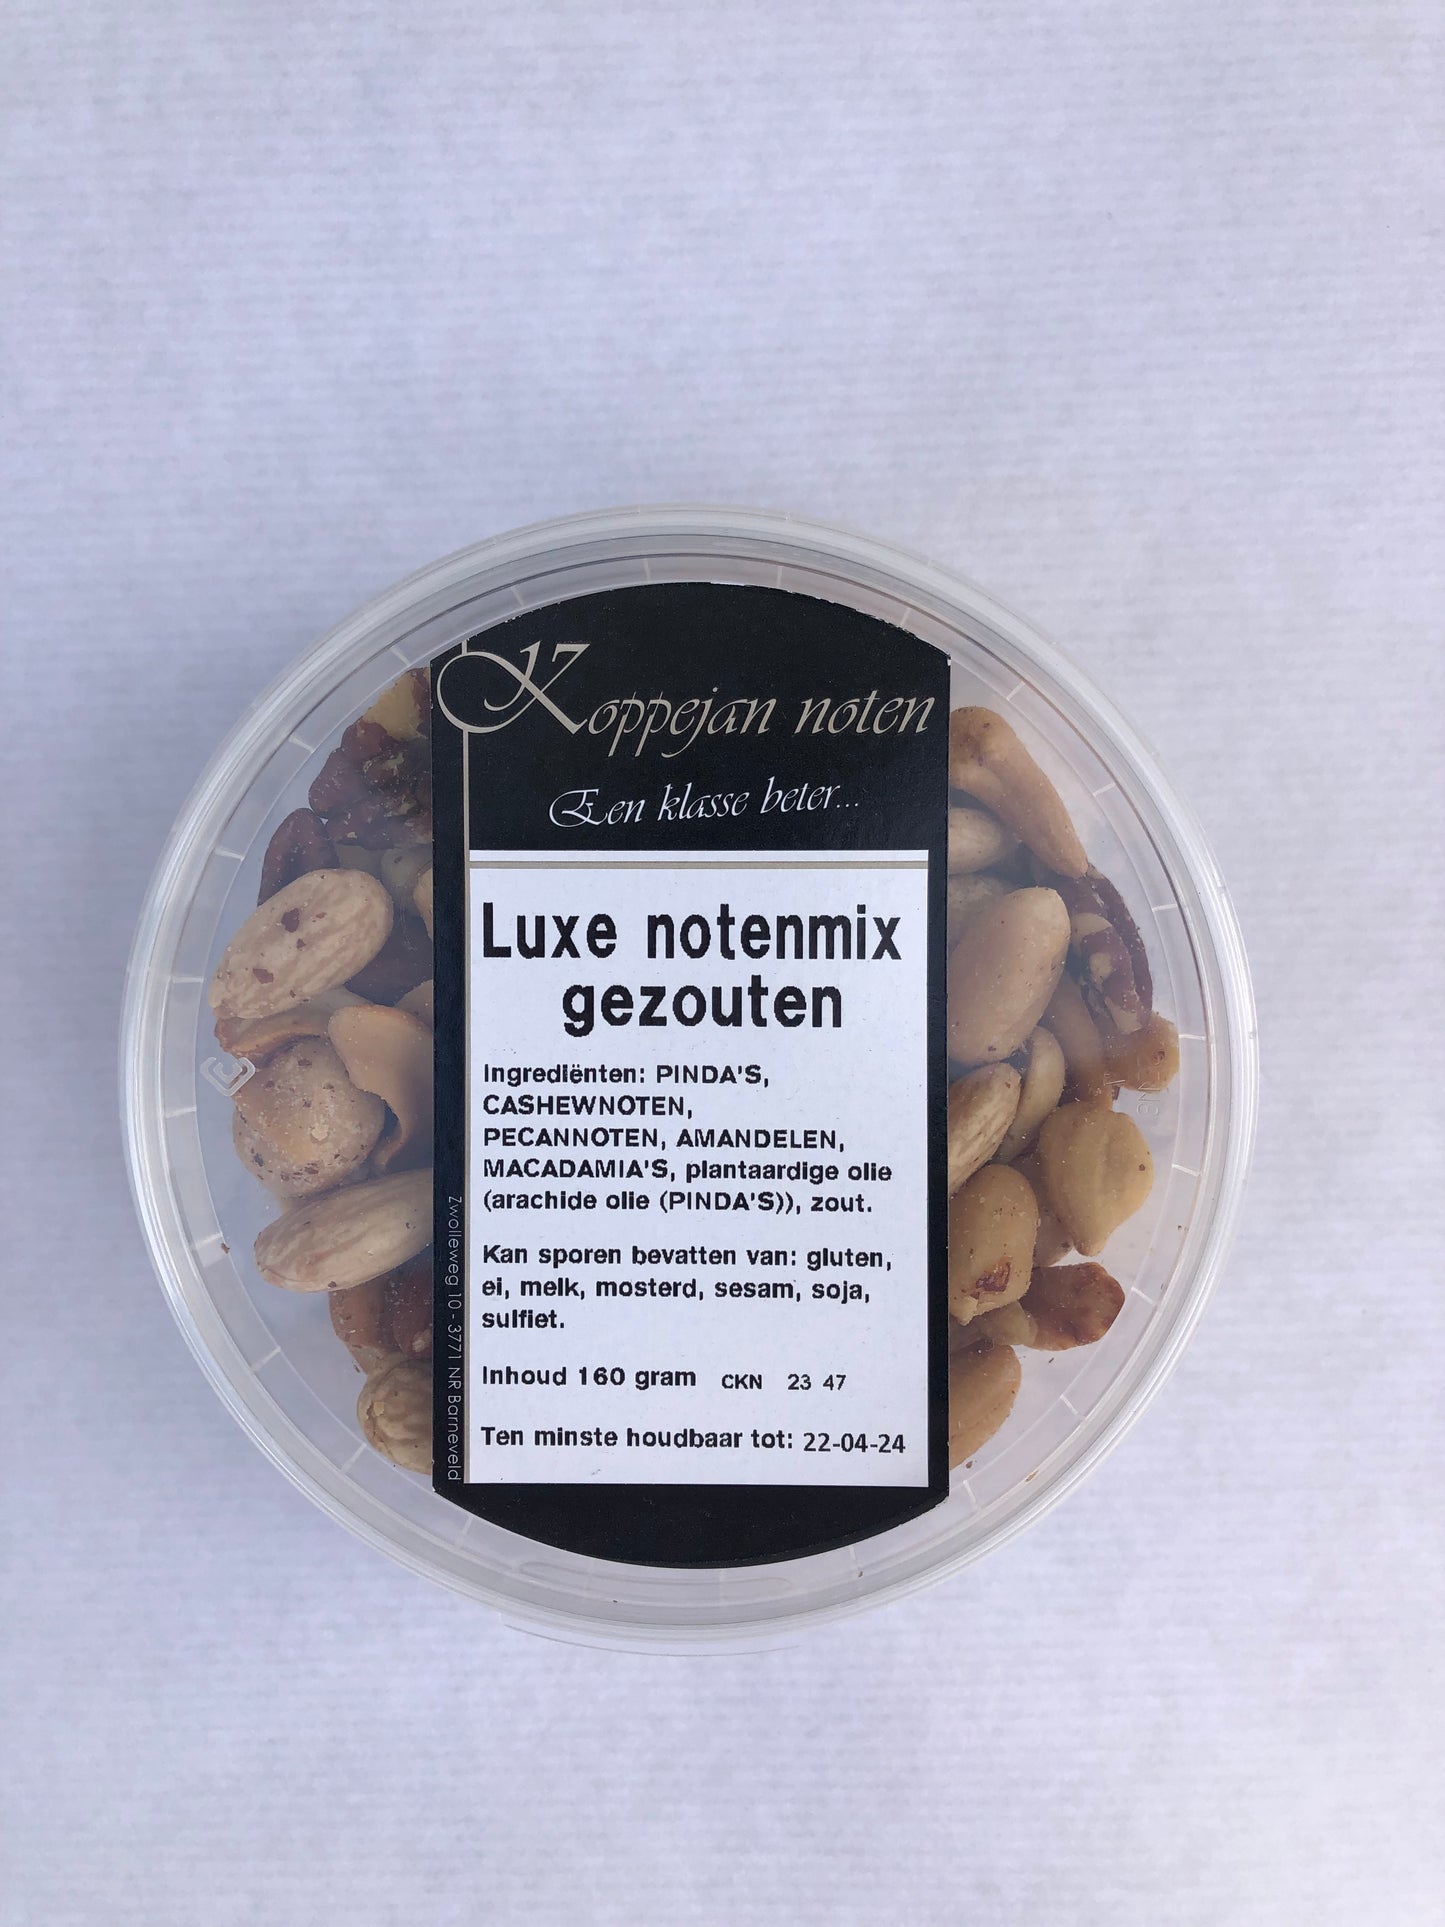 Koppejan noten
Een klasse beter...
Luxe notenmix
gezouten
Ingrediënten: PINDA'S,
CASHEWNOTEN,
PECANNOTEN, AMANDELEN,
MACADAMIA'S, plantaardige olie
(arachide olie (PINDA'S)), zout.
Kan sporen bevatten van: gluten,
ei, melk, mosterd, sesam, soja,
sulfiet.
Inhoud 160 gram CKN 23 47
Ten minste houdbaar tot: 22-04-24
Zwolleweg 10 - 3771 NR Barneveld